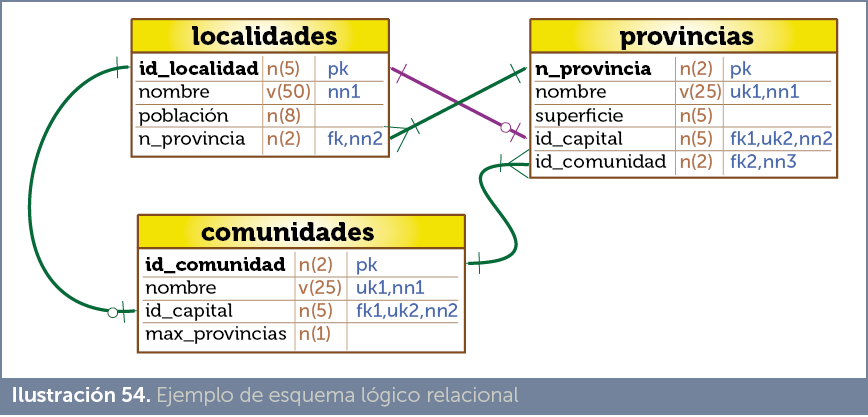 localidades
id_localidad n(5) pk
nombre v(50) nn1
población n(8)
n_provincia n(2) fk,nn2
provincias
n_provincia n(2) pk
nombre v(25) uk1,nn1
superficie n(5)
id_capital n(5) fk1,uk2,nn2
id_comunidad n(2) fk2,nn3
comunidades
id_comunidad n(2) pk
nombre v(25) uk1,nn1
id_capital n(5) fk1,uk2,nn2
max_provincias n(1)
Ilustración 54. Ejemplo de esquema lógico relacional